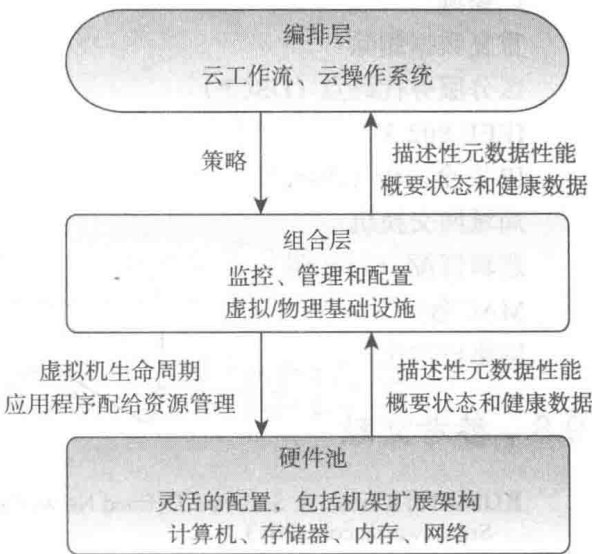 编排层
云工作流、云操作系统
策略
描述性元数据性能
概要状态和健康数据
组合层
监控、管理和配置
虚拟/物理基础设施
虚拟机生命周期
应用程序配给资源管理
描述性元数据性能
概要状态和健康数据
硬件池
灵活的配置，包括机架扩展架构
计算机、存储器、内存、网络